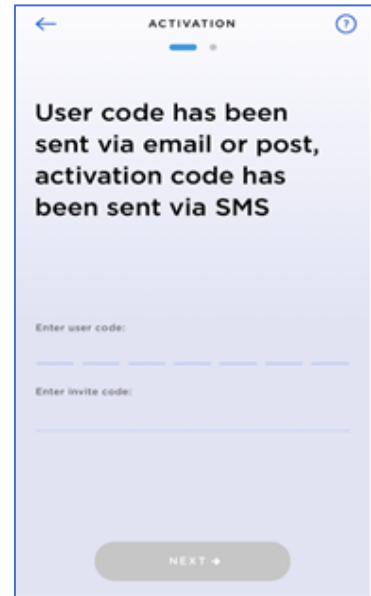 ACTIVATION
?
User code has been
sent via email or post,
activation code has
been sent via SMS
Enter user code:
Enter invite code:
NEXT →